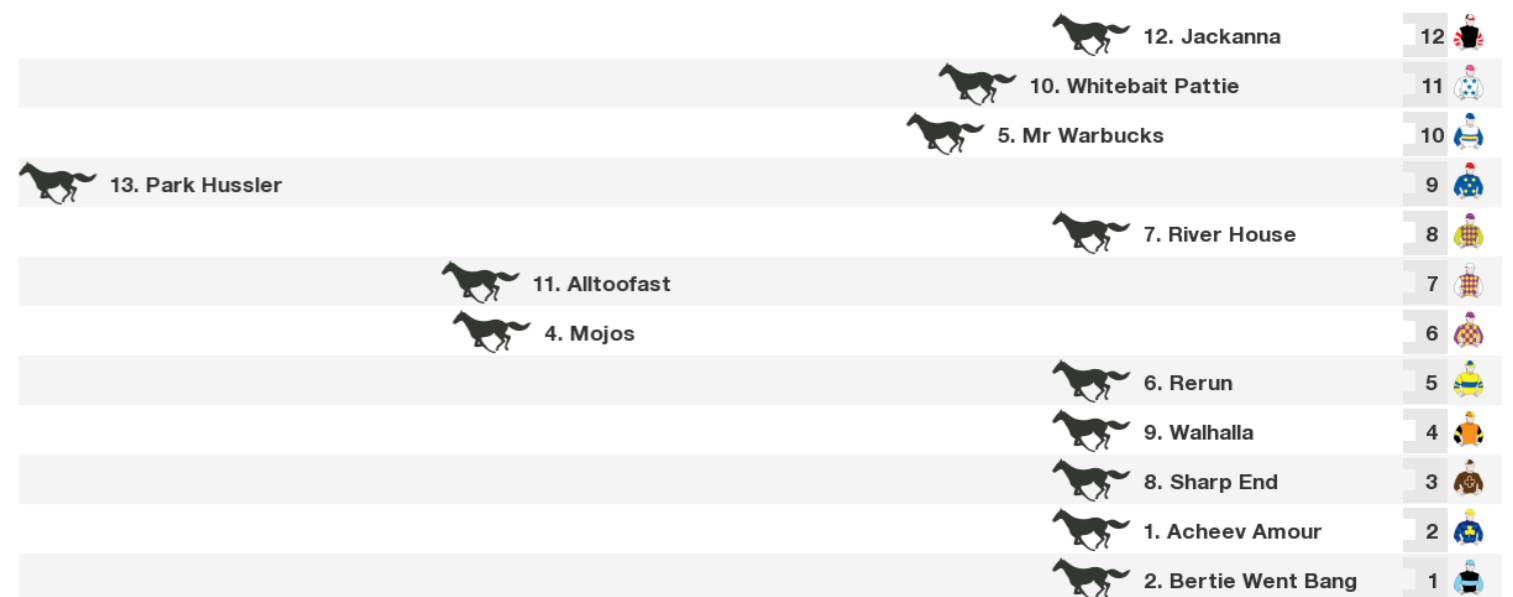 12. Jackanna 12
10. Whitebait Pattie 11
5. Mr Warbucks 10
13. Park Hussler 9
7. River House 8
11. Alltoofast 7
4. Mojos 6
6. Rerun 5
9. Walhalla 4
8. Sharp End 3
1. Acheev Amour 2
2. Bertie Went Bang 1